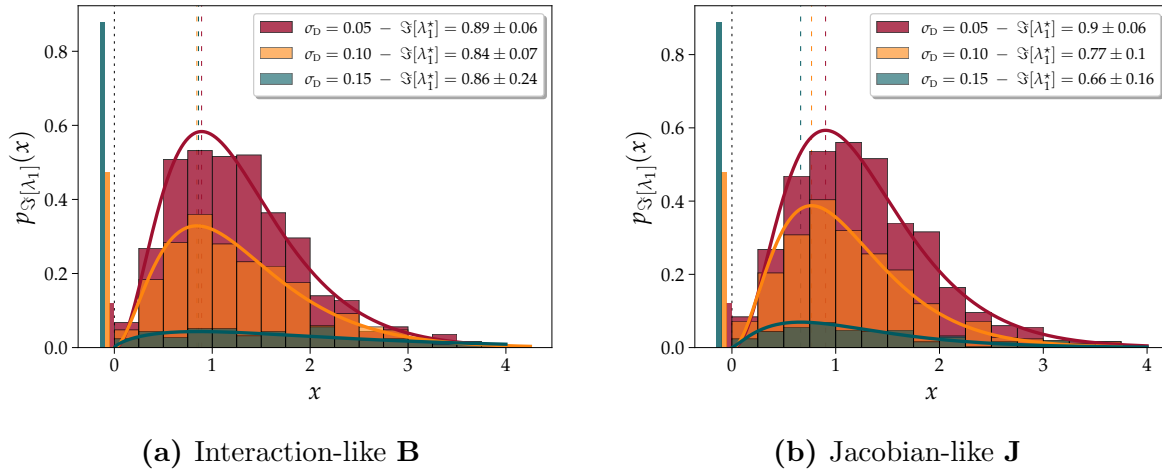 σ_D = 0.05 − ℑ[λ₁*] = 0.89 ± 0.06
σ_D = 0.10 − ℑ[λ₁*] = 0.84 ± 0.07
σ_D = 0.15 − ℑ[λ₁*] = 0.86 ± 0.24
p_ℑ[λ₁](x)
0.8
0.6
0.4
0.2
0.0
0 1 2 3 4
x
(a) Interaction-like B
σ_D = 0.05 − ℑ[λ₁*] = 0.9 ± 0.06
σ_D = 0.10 − ℑ[λ₁*] = 0.77 ± 0.1
σ_D = 0.15 − ℑ[λ₁*] = 0.66 ± 0.16
p_ℑ[λ₁](x)
0.8
0.6
0.4
0.2
0.0
0 1 2 3 4
x
(b) Jacobian-like J